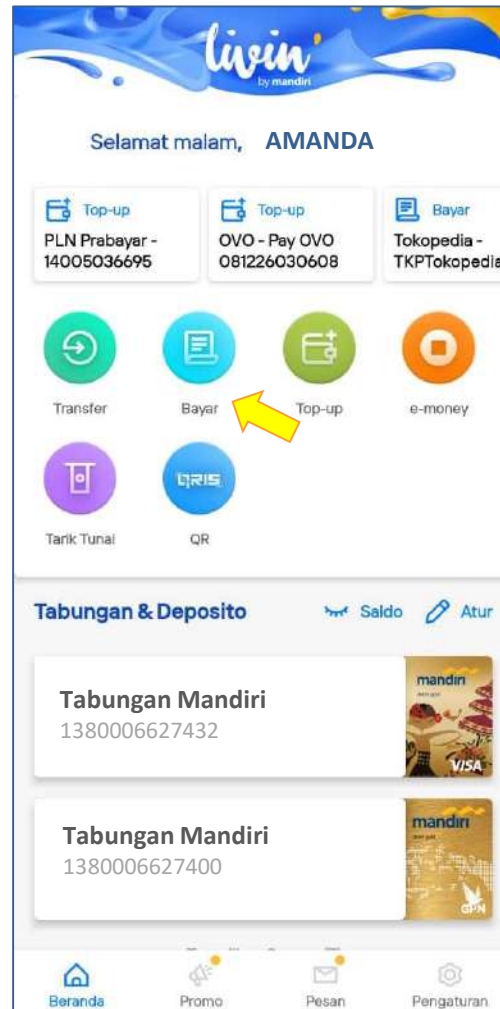 livin'
by mandiri
Selamat malam, AMANDA
Top-up
PLN Prabayar -
14005036695
Top-up
OVO - Pay OVO
081226030608
Bayar
Tokopedia -
TKPTokopedia
Transfer
Bayar
Top-up
e-money
QRIS
Tarik Tunai
QR
Tabungan & Deposito
Saldo
Atur
Tabungan Mandiri
1380006627432
mandiri
VISA
Tabungan Mandiri
1380006627400
mandiri
GPN
Beranda
Promo
Pesan
Pengaturan